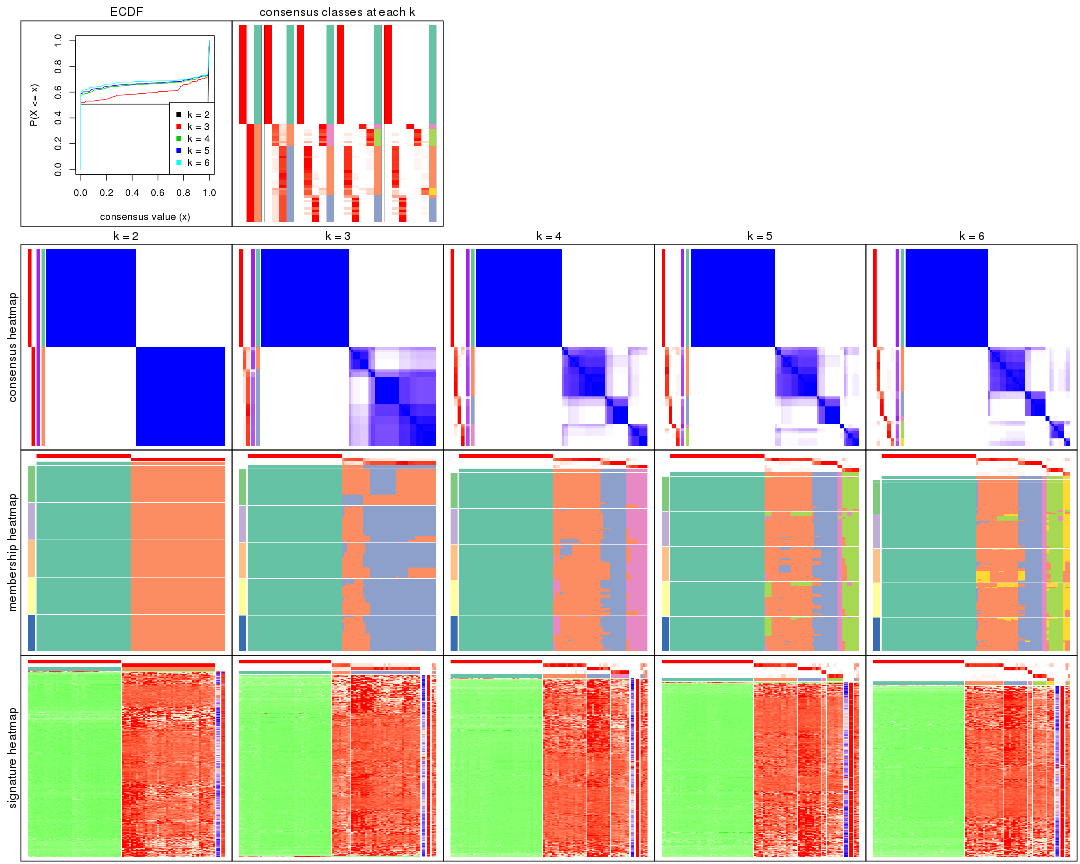 ECDF
consensus classes at each k
P(X <= x)
1.0
0.8
0.6
0.4
0.2
0.0
k = 2
k = 3
k = 4
k = 5
k = 6
0.0 0.2 0.4 0.6 0.8 1.0
consensus value (x)
k = 2 k = 3 k = 4 k = 5 k = 6
consensus heatmap
membership heatmap
signature heatmap